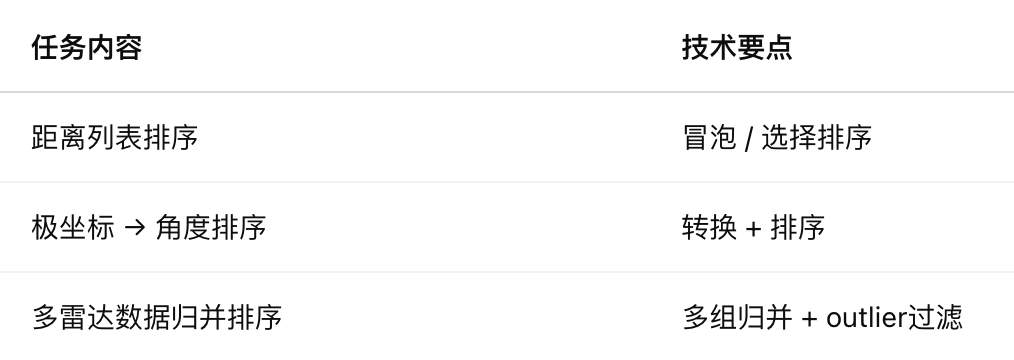 任务内容 技术要点
距离列表排序 冒泡 / 选择排序
极坐标 → 角度排序 转换 + 排序
多雷达数据归并排序 多组归并 + outlier过滤